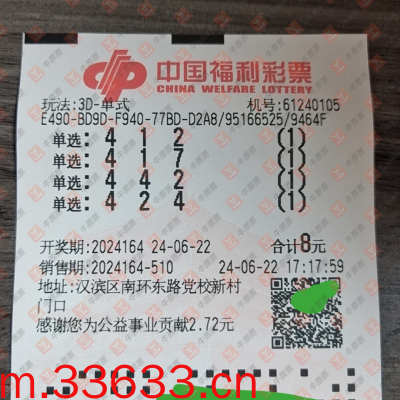 中国福利彩票
CHINA WELFARE LOTTERY
玩法:3D-单式 机号:61240105
E490-BD9D-F940-77BD-D2A8/95166525/9464F
单选: 4 1 2 (1)
单选: 4 1 7 (1)
单选: 4 4 2 (1)
单选: 4 2 4 (1)
开奖期:2024164 24-06-22 合计8元
销售期:2024164-510 24-06-22 17:17:59
地址:汉滨区南环东路党校新村
门口
感谢您为公益事业贡献2.72元
m.33633.cn